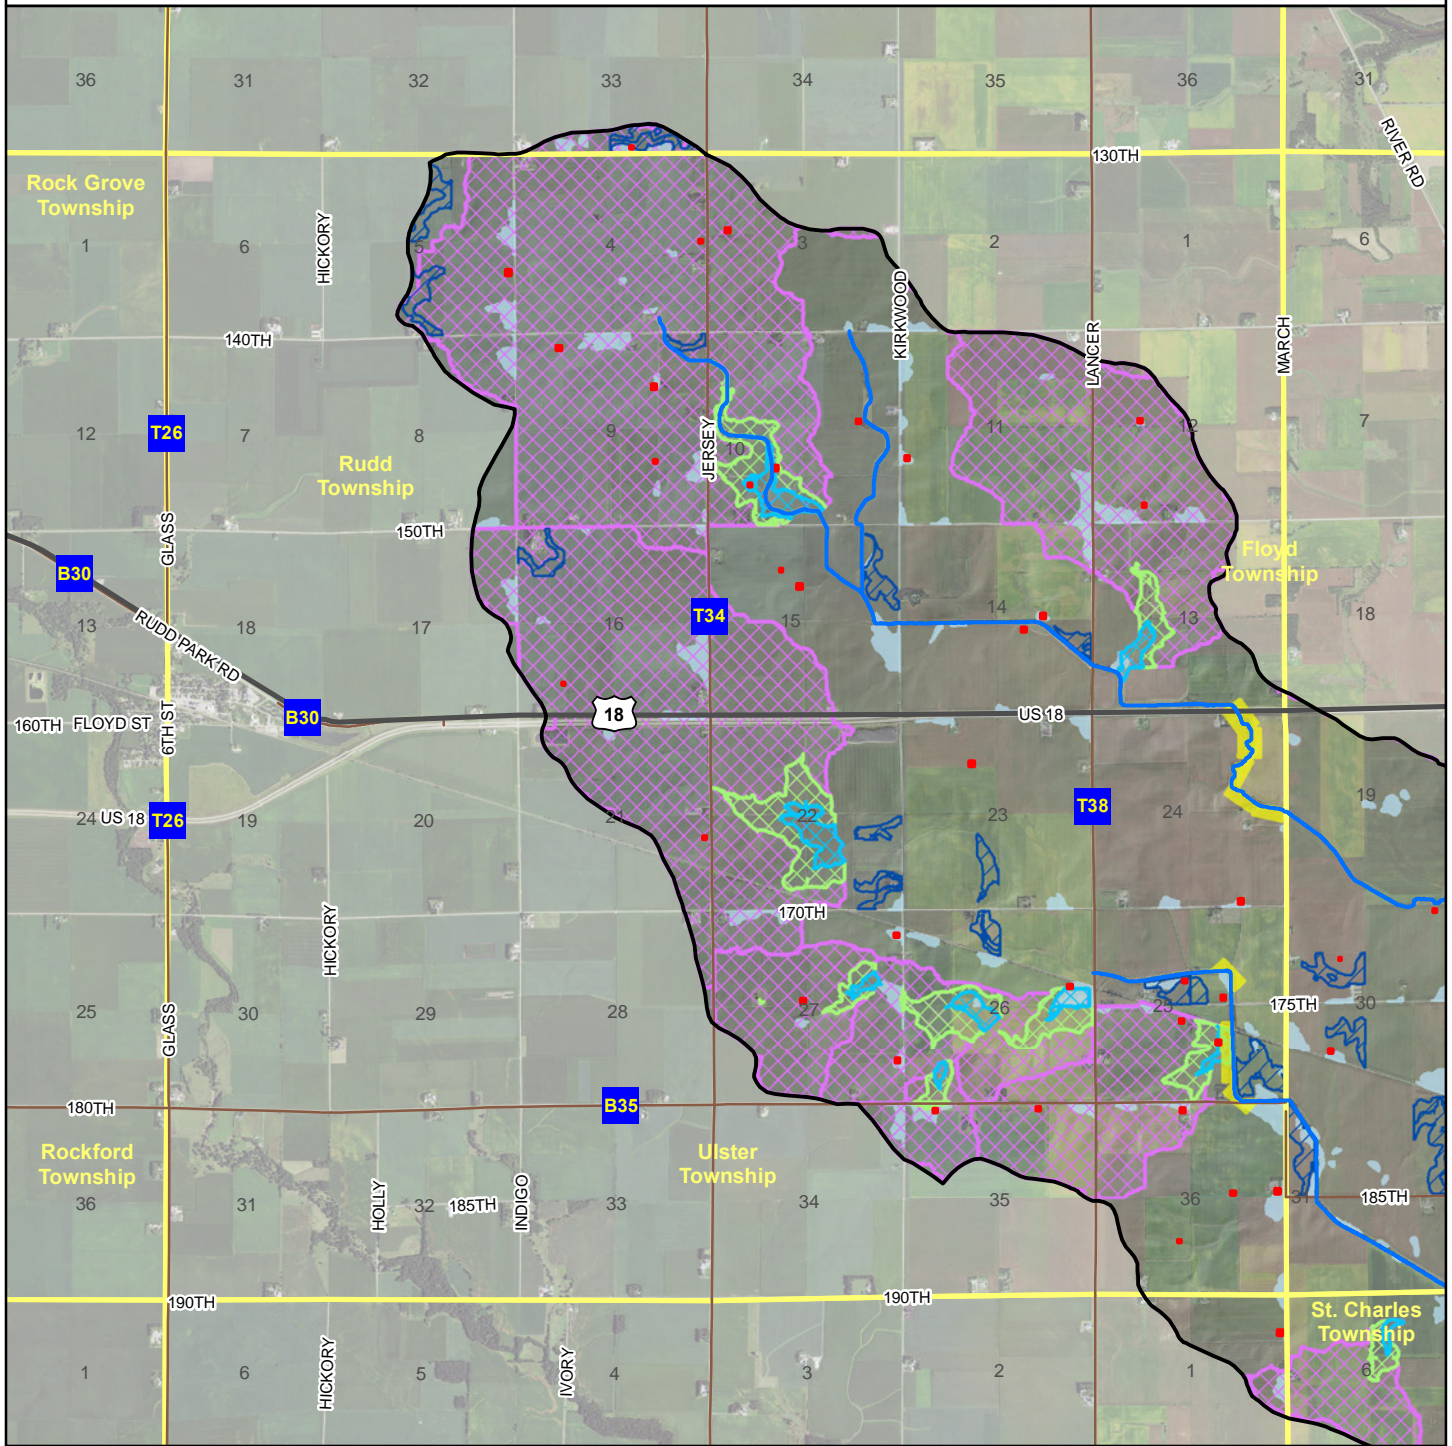 36 31 32 33 34 35 36 31
RIVER RD
130TH
Rock Grove
Township
1 6 HICKORY 5 4 3 2 1 6
140TH KIRKWOOD LANCER MARCH
12 T26 7 8 9 JERSEY 10 11 12 7
Rudd
Township
GLASS 150TH
Floyd
Township
B30
13 18 17 16 T34 15 14 13 18
RUDD PARK RD
160TH FLOYD ST 6TH ST B30 18 US 18
24 US 18 T26 19 20 21 22 23 T38 24 19
170TH
HICKORY
25 GLASS 30 29 28 27 26 25 175TH 30
180TH B35
Rockford
Township
Ulster
Township
36 31 HOLLY 32 185TH INDIGO 33 34 35 36 31 185TH
190TH 190TH
St. Charles
Township
1 6 HICKORY 5 IVORY 4 3 2 1 6